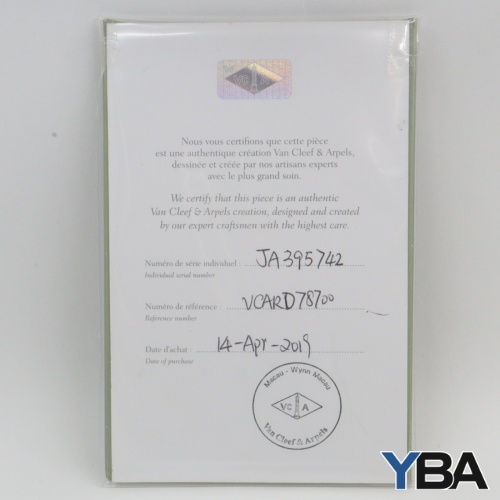 Nous vous certifions que cette pièce
est une authentique création Van Cleef & Arpels,
dessinée et créée par nos artisans experts
avec le plus grand soin.
We certify that this piece is an authentic
Van Cleef & Arpels creation, designed and created
by our expert craftsmen with the highest care.
Numéro de série individuel : JA395742
Individual serial number
Numéro de référence : VCARD78700
Reference number
Date d'achat : 14-Apr-2019
Date of purchase
Macau - Wynn Macau
VC A
Van Cleef & Arpels
YBA